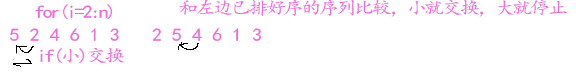 for(i=2:n) 和左边已排好序的序列比较，小就交换，大就停止
5 2 4 6 1 3 2 5 4 6 1 3
if(小)交换